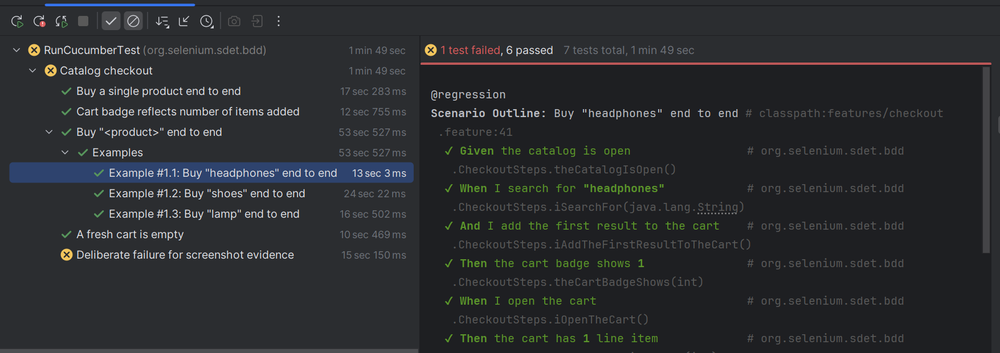 RunCucumberTest (org.selenium.sdet.bdd) 1 min 49 sec
Catalog checkout 1 min 49 sec
Buy a single product end to end 17 sec 283 ms
Cart badge reflects number of items added 12 sec 755 ms
Buy "<product>" end to end 53 sec 527 ms
Examples 53 sec 527 ms
Example #1.1: Buy "headphones" end to end 13 sec 3 ms
Example #1.2: Buy "shoes" end to end 24 sec 22 ms
Example #1.3: Buy "lamp" end to end 16 sec 502 ms
A fresh cart is empty 10 sec 469 ms
Deliberate failure for screenshot evidence 15 sec 150 ms
1 test failed, 6 passed 7 tests total, 1 min 49 sec
@regression
Scenario Outline: Buy "headphones" end to end # classpath:features/checkout
.feature:41
✓ Given the catalog is open # org.selenium.sdet.bdd
.CheckoutSteps.theCatalogIsOpen()
✓ When I search for "headphones" # org.selenium.sdet.bdd
.CheckoutSteps.iSearchFor(java.lang.String)
✓ And I add the first result to the cart # org.selenium.sdet.bdd
.CheckoutSteps.iAddTheFirstResultToTheCart()
✓ Then the cart badge shows 1 # org.selenium.sdet.bdd
.CheckoutSteps.theCartBadgeShows(int)
✓ When I open the cart # org.selenium.sdet.bdd
.CheckoutSteps.iOpenTheCart()
✓ Then the cart has 1 line item # org.selenium.sdet.bdd